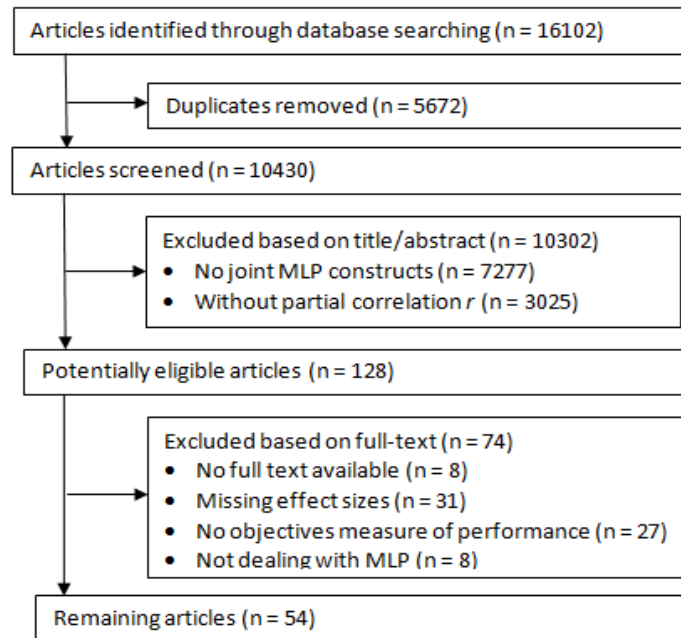 Articles identified through database searching (n = 16102)
Duplicates removed (n = 5672)
Articles screened (n = 10430)
Excluded based on title/abstract (n = 10302)
• No joint MLP constructs (n = 7277)
• Without partial correlation r (n = 3025)
Potentially eligible articles (n = 128)
Excluded based on full-text (n = 74)
• No full text available (n = 8)
• Missing effect sizes (n = 31)
• No objectives measure of performance (n = 27)
• Not dealing with MLP (n = 8)
Remaining articles (n = 54)